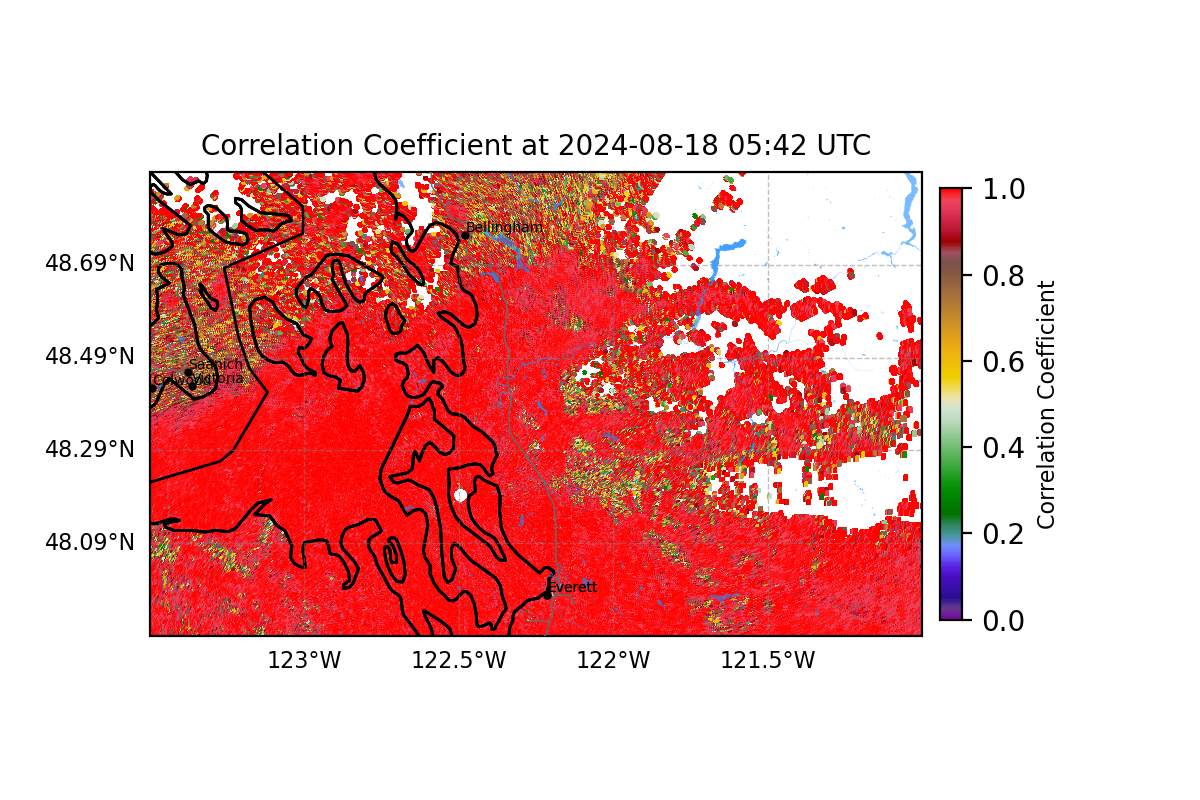 Correlation Coefficient at 2024-08-18 05:42 UTC
1.0
Bellingham
48.69°N
0.8
48.49°N
Saanich
Colwood
Victoria
0.6
48.29°N
0.4
48.09°N
0.2
Everett
0.0
123°W
122.5°W
122°W
121.5°W
Correlation Coefficient